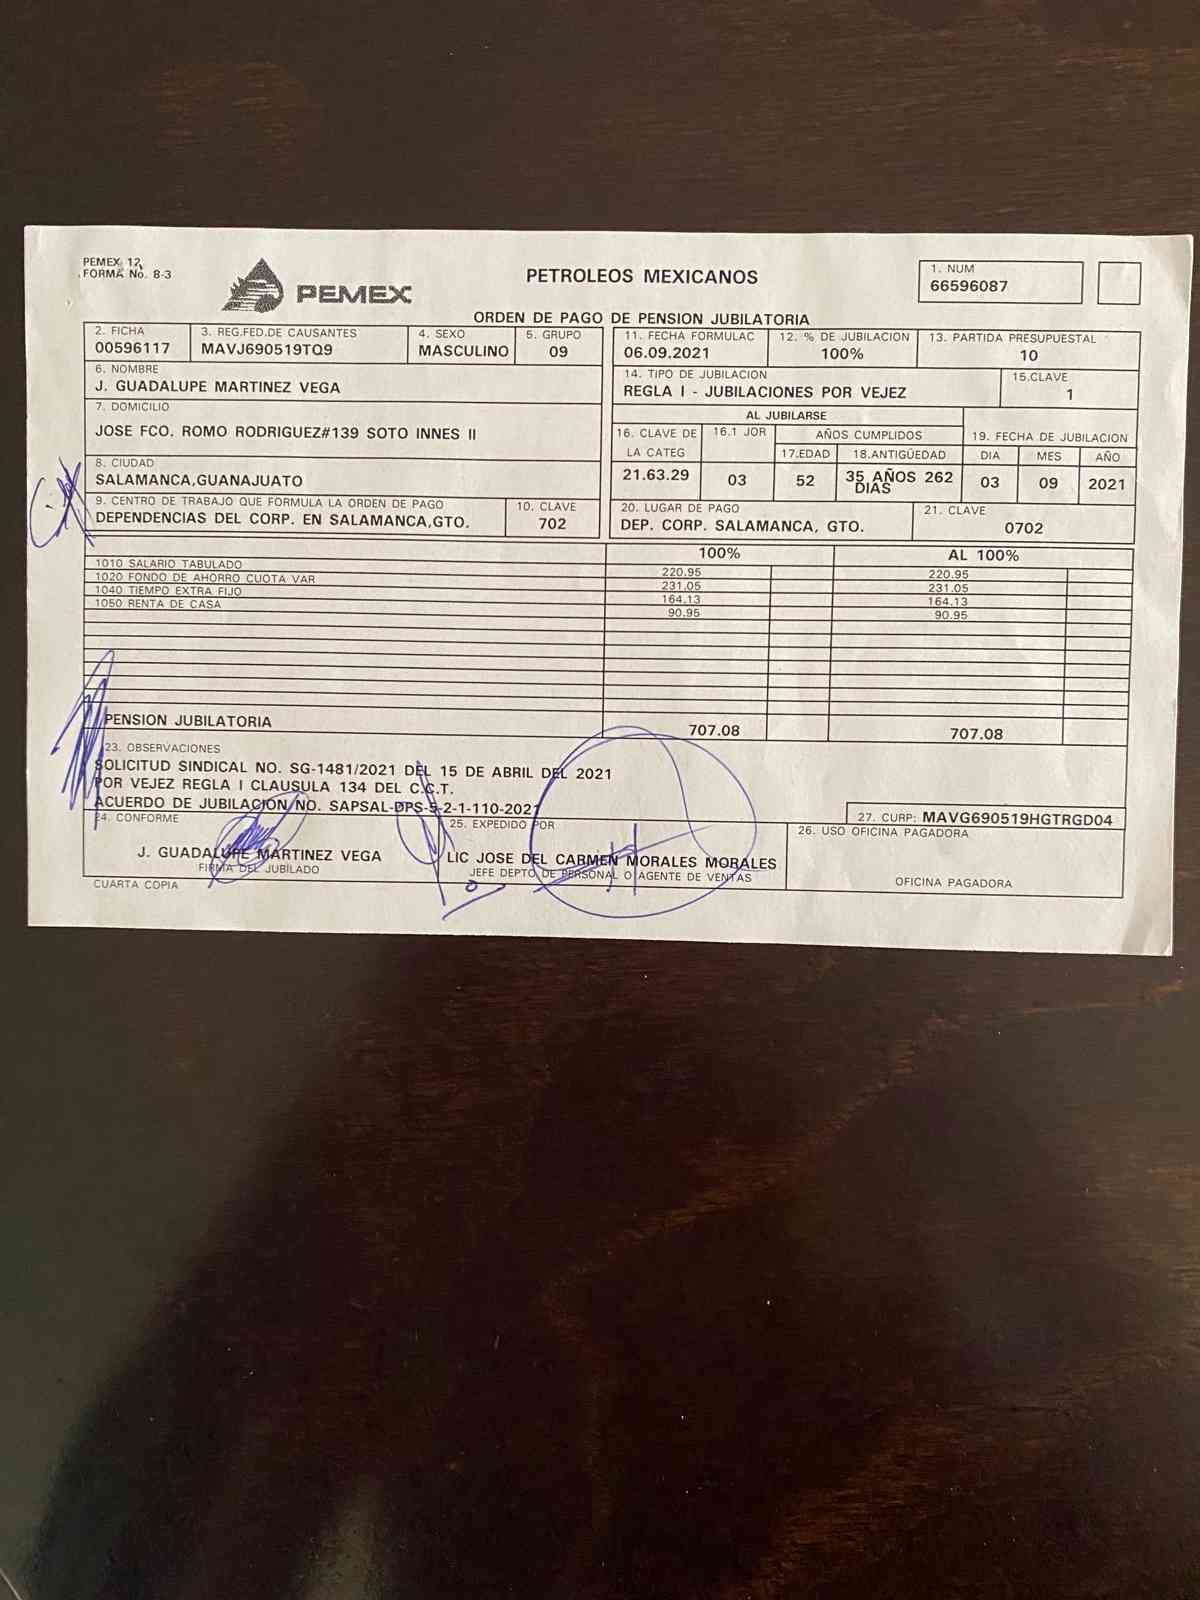 PEMEX 12,
FORMA No. 8-3
PEMEX
PETROLEOS MEXICANOS
1. NUM
66596087
ORDEN DE PAGO DE PENSION JUBILATORIA
2. FICHA
00596117
3. REG.FED.DE CAUSANTES
MAVJ690519TQ9
4. SEXO
MASCULINO
5. GRUPO
09
11. FECHA FORMULAC
06.09.2021
12. % DE JUBILACION
100%
13. PARTIDA PRESUPUESTAL
10
6. NOMBRE
J. GUADALUPE MARTINEZ VEGA
14. TIPO DE JUBILACION
REGLA I - JUBILACIONES POR VEJEZ
15.CLAVE
1
7. DOMICILIO
JOSE FCO. ROMO RODRIGUEZ#139 SOTO INNES II
AL JUBILARSE
16. CLAVE DE
LA CATEG
21.63.29
16.1 JOR
03
AÑOS CUMPLIDOS
17.EDAD
52
18.ANTIGÜEDAD
35 AÑOS 262
DIAS
19. FECHA DE JUBILACION
DIA MES AÑO
03 09 2021
8. CIUDAD
SALAMANCA,GUANAJUATO
9. CENTRO DE TRABAJO QUE FORMULA LA ORDEN DE PAGO
DEPENDENCIAS DEL CORP. EN SALAMANCA,GTO.
10. CLAVE
702
20. LUGAR DE PAGO
DEP. CORP. SALAMANCA, GTO.
21. CLAVE
0702
100% AL 100%
1010 SALARIO TABULADO 220.95 220.95
1020 FONDO DE AHORRO CUOTA VAR 231.05 231.05
1040 TIEMPO EXTRA FIJO 164.13 164.13
1050 RENTA DE CASA 90.95 90.95
PENSION JUBILATORIA 707.08 707.08
23. OBSERVACIONES
SOLICITUD SINDICAL NO. SG-1481/2021 DEL 15 DE ABRIL DEL 2021
POR VEJEZ REGLA I CLAUSULA 134 DEL C.C.T.
ACUERDO DE JUBILACION NO. SAPSAL-DPS-5-2-1-110-2021
27. CURP: MAVG690519HGTRGD04
24. CONFORME
J. GUADALUPE MARTINEZ VEGA
FIRMA DEL JUBILADO
25. EXPEDIDO POR
LIC JOSE DEL CARMEN MORALES MORALES
JEFE DEPTO DE PERSONAL O AGENTE DE VENTAS
26. USO OFICINA PAGADORA
OFICINA PAGADORA
CUARTA COPIA